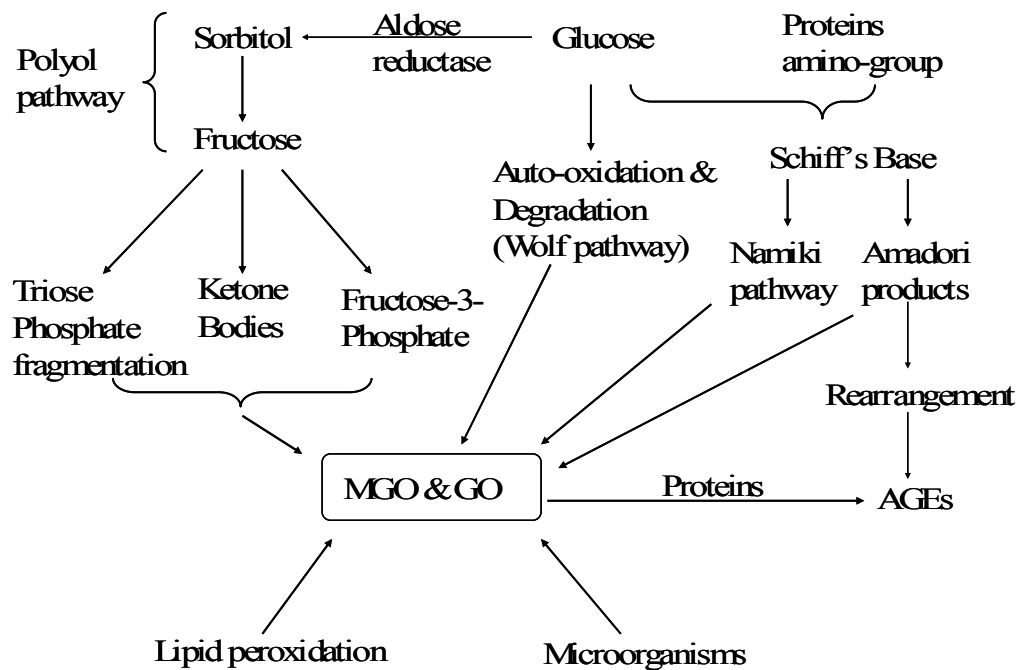 Polyol
pathway
Sorbitol
Aldose
reductase
Glucose
Proteins
amino-group
Fructose
Auto-oxidation &
Degradation
(Wolf pathway)
Schiff's Base
Namiki
pathway
Amadori
products
Triose
Phosphate
fragmentation
Ketone
Bodies
Fructose-3-
Phosphate
Rearrangement
MGO & GO
Proteins
AGEs
Lipid peroxidation
Microorganisms